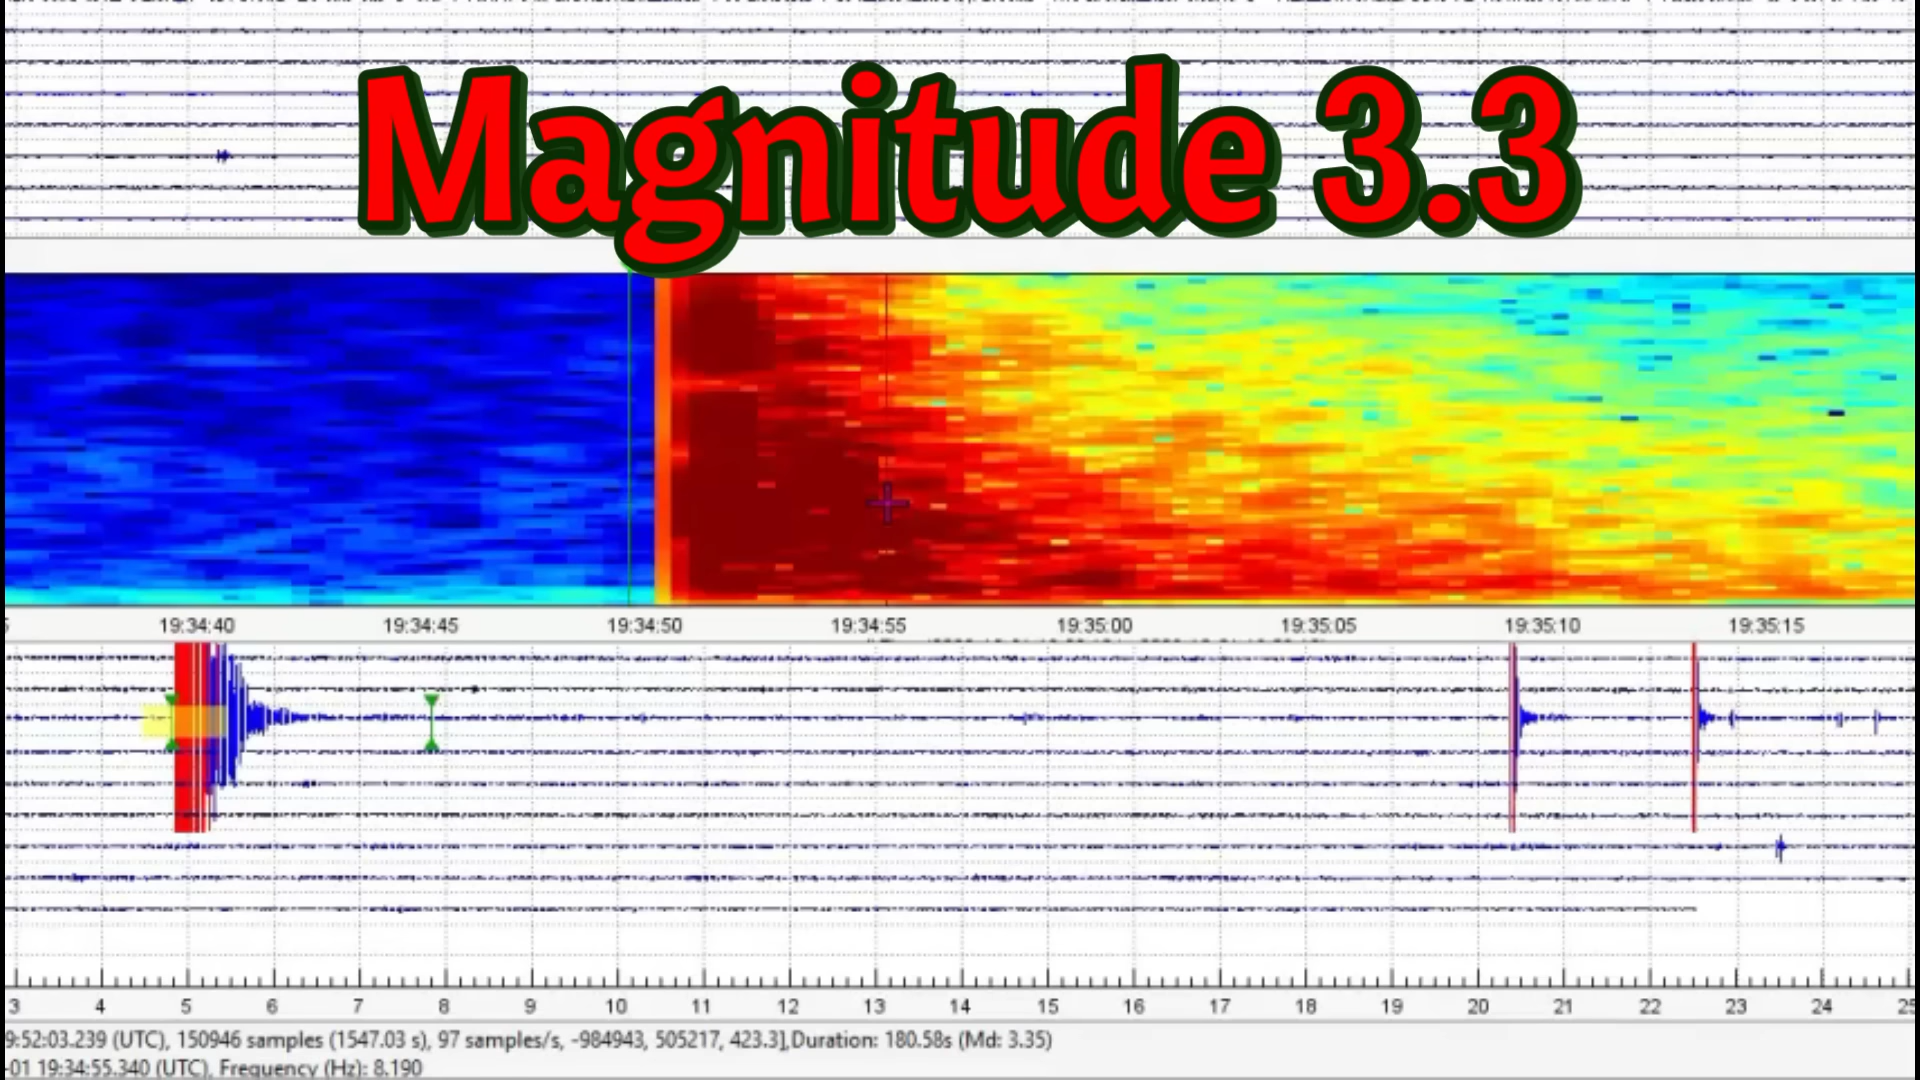 Magnitude 3.3
19:34:40 19:34:45 19:34:50 19:34:55 19:35:00 19:35:05 19:35:10 19:35:15
3 4 5 6 7 8 9 10 11 12 13 14 15 16 17 18 19 20 21 22 23 24 25
9:52:03.239 (UTC), 150946 samples (1547.03 s), 97 samples/s, -984943, 505217, 423.3],Duration: 180.58s (Md: 3.35)
-01 19:34:55.340 (UTC), Frequency (Hz): 8.190